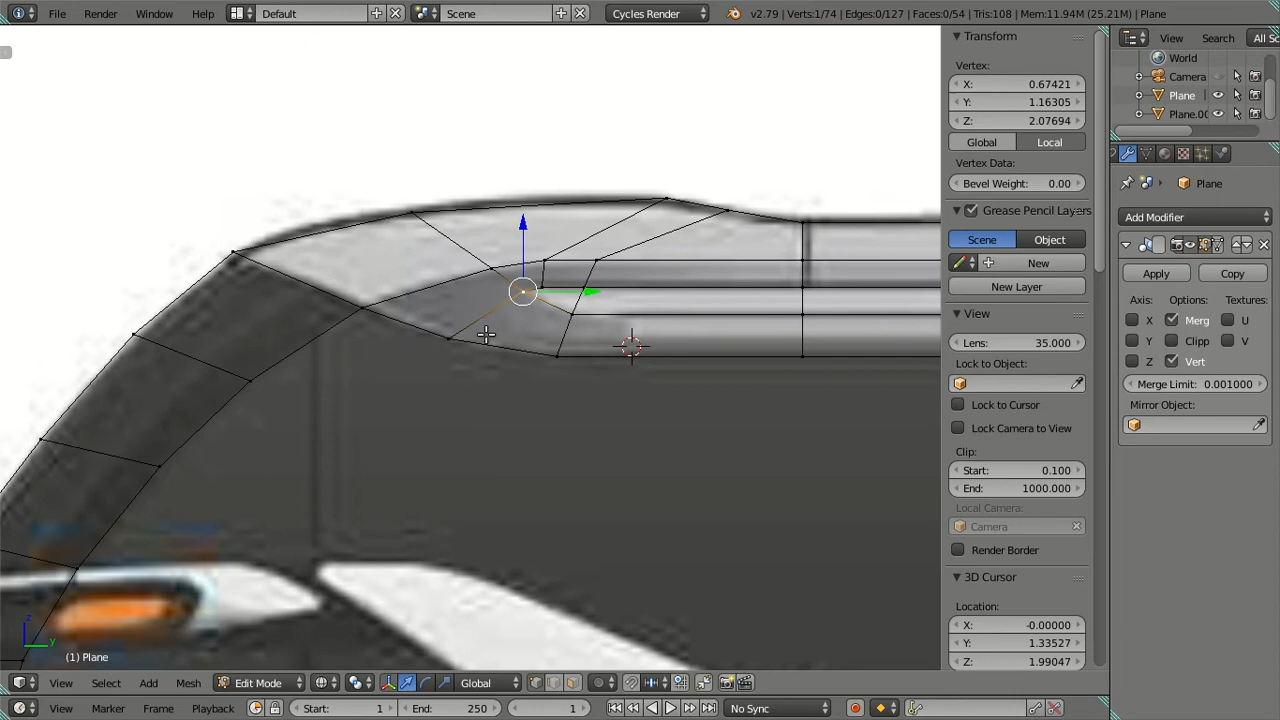 File Render Window Help Default Scene Cycles Render v2.79 | Verts:1/74 | Edges:0/127 | Faces:0/54 | Tris:108 | Mem:11.94M (25.21M) | Plane
Transform
Vertex:
X: 0.67421
Y: 1.16305
Z: 2.07694
Global Local
Vertex Data:
Bevel Weight: 0.00
Grease Pencil Layers
Scene Object
New
New Layer
View
Lens: 35.000
Lock to Object:
Lock to Cursor
Lock Camera to View
Clip:
Start: 0.100
End: 1000.000
Local Camera:
Camera
Render Border
3D Cursor
Location:
X: -0.00000
Y: 1.33527
Z: 1.99047
View Search All Sc
World
Camera
Plane
Plane.00
Plane
Add Modifier
Apply Copy
Axis: Options: Textures:
X Merg U
Y Clipp V
Z Vert
Merge Limit: 0.001000
Mirror Object:
z
y
(1) Plane
View Select Add Mesh Edit Mode Global
View Marker Frame Playback Start: 1 End: 250 1 No Sync